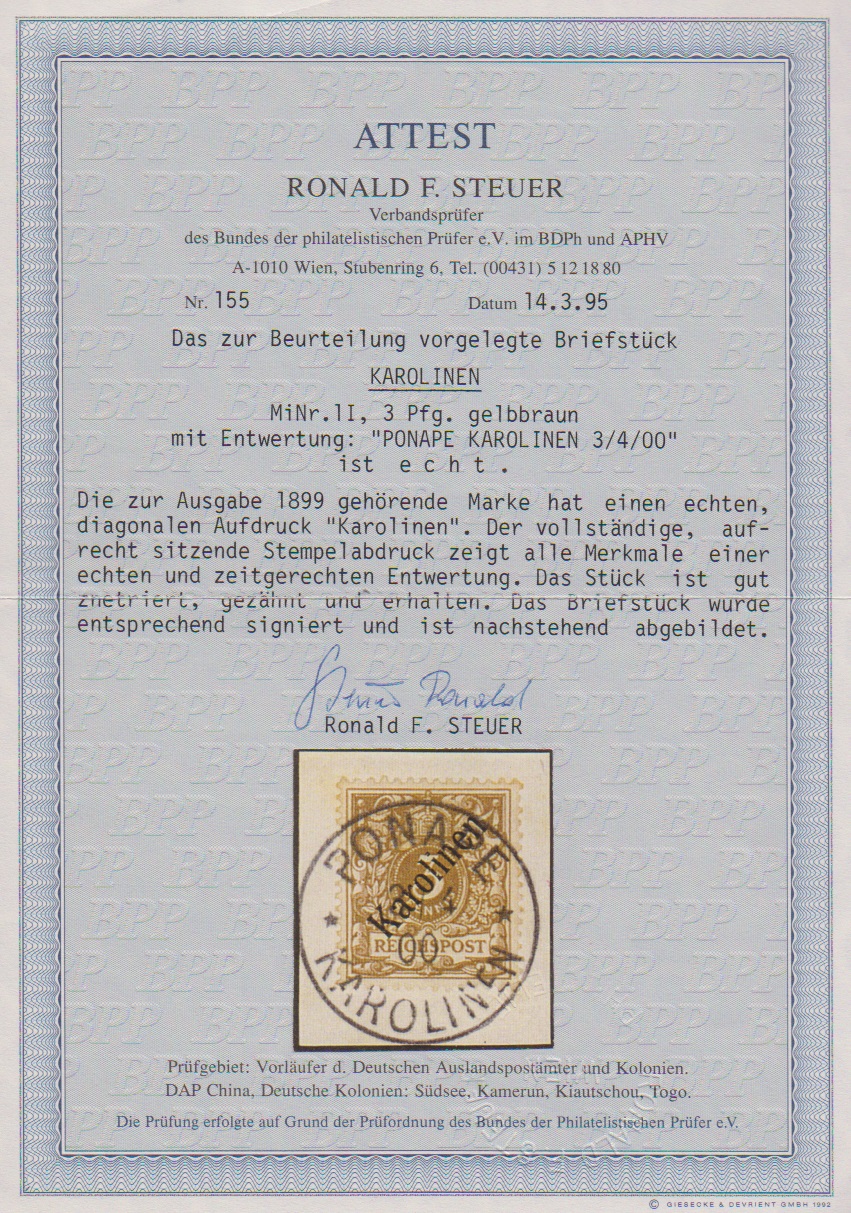 ATTEST
RONALD F. STEUER
Verbandsprüfer
des Bundes der philatelistischen Prüfer e.V. im BDPh und APHV
A-1010 Wien, Stubenring 6, Tel. (00431) 5 12 18 80
Nr. 155 Datum 14.3.95
Das zur Beurteilung vorgelegte Briefstück
KAROLINEN
MiNr.1I, 3 Pfg. gelbbraun
mit Entwertung: "PONAPE KAROLINEN 3/4/00"
ist echt.
Die zur Ausgabe 1899 gehörende Marke hat einen echten,
diagonalen Aufdruck "Karolinen". Der vollständige, auf-
recht sitzende Stempelabdruck zeigt alle Merkmale einer
echten und zeitgerechten Entwertung. Das Stück ist gut
znetriert, gezähnt und erhalten. Das Briefstück wurde
entsprechend signiert und ist nachstehend abgebildet.
Steuer Ronald
Ronald F. STEUER
PONAPE
Karolinen
3
4
00
REICHSPOST
KAROLINEN
Prüfgebiet: Vorläufer d. Deutschen Auslandspostämter und Kolonien.
DAP China, Deutsche Kolonien: Südsee, Kamerun, Kiautschou, Togo.
Die Prüfung erfolgte auf Grund der Prüfordnung des Bundes der Philatelistischen Prüfer e.V.
© GIESECKE & DEVRIENT GMBH 1992